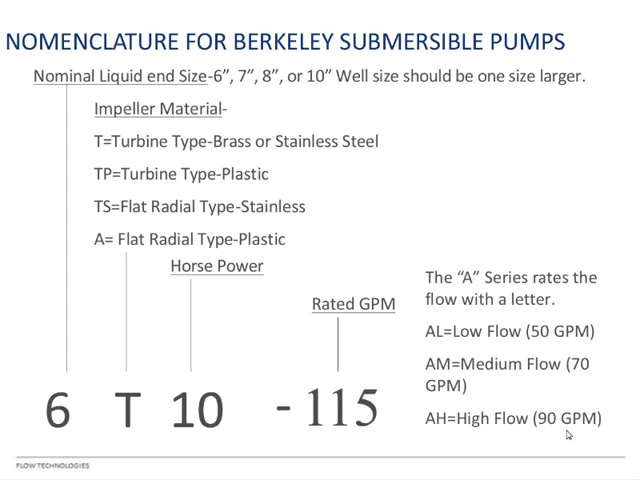 NOMENCLATURE FOR BERKELEY SUBMERSIBLE PUMPS
Nominal Liquid end Size-6”, 7”, 8”, or 10” Well size should be one size larger.
Impeller Material-
T=Turbine Type-Brass or Stainless Steel
TP=Turbine Type-Plastic
TS=Flat Radial Type-Stainless
A= Flat Radial Type-Plastic
Horse Power
Rated GPM
The “A” Series rates the
flow with a letter.
AL=Low Flow (50 GPM)
AM=Medium Flow (70
GPM)
AH=High Flow (90 GPM)
6 T 10 - 115
FLOW TECHNOLOGIES